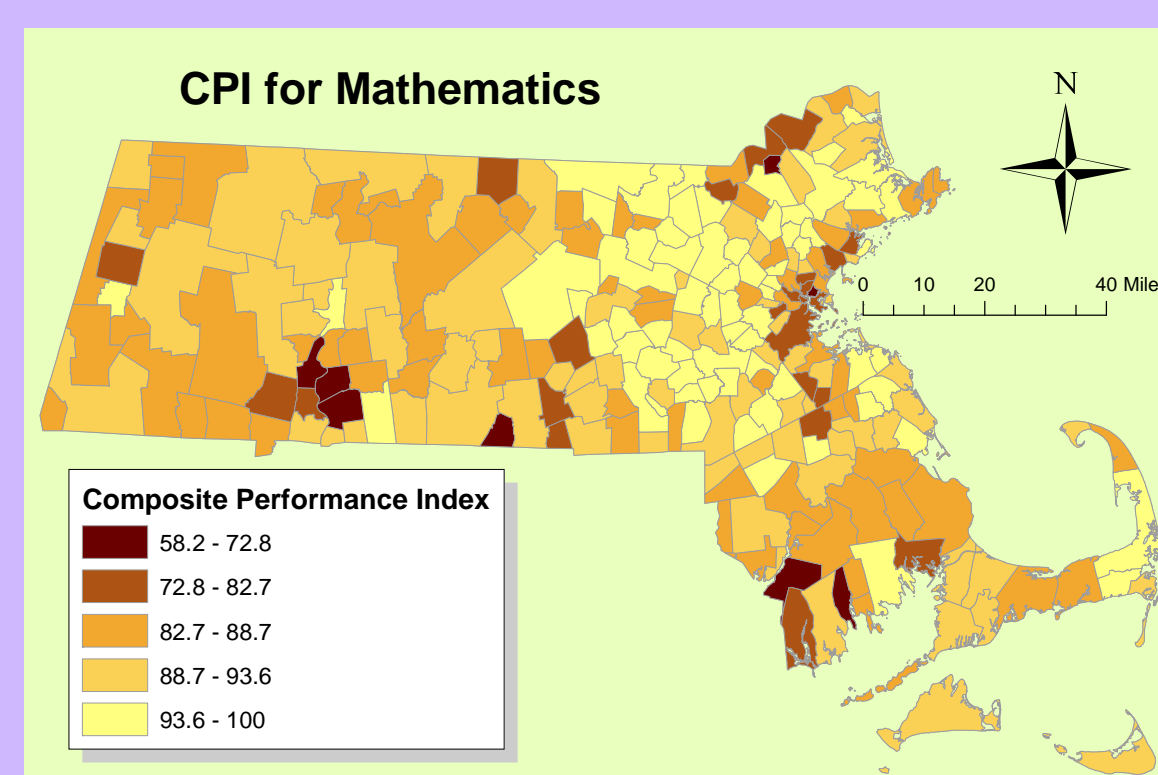 CPI for Mathematics
N
0 10 20 40 Mile
Composite Performance Index
58.2 - 72.8
72.8 - 82.7
82.7 - 88.7
88.7 - 93.6
93.6 - 100